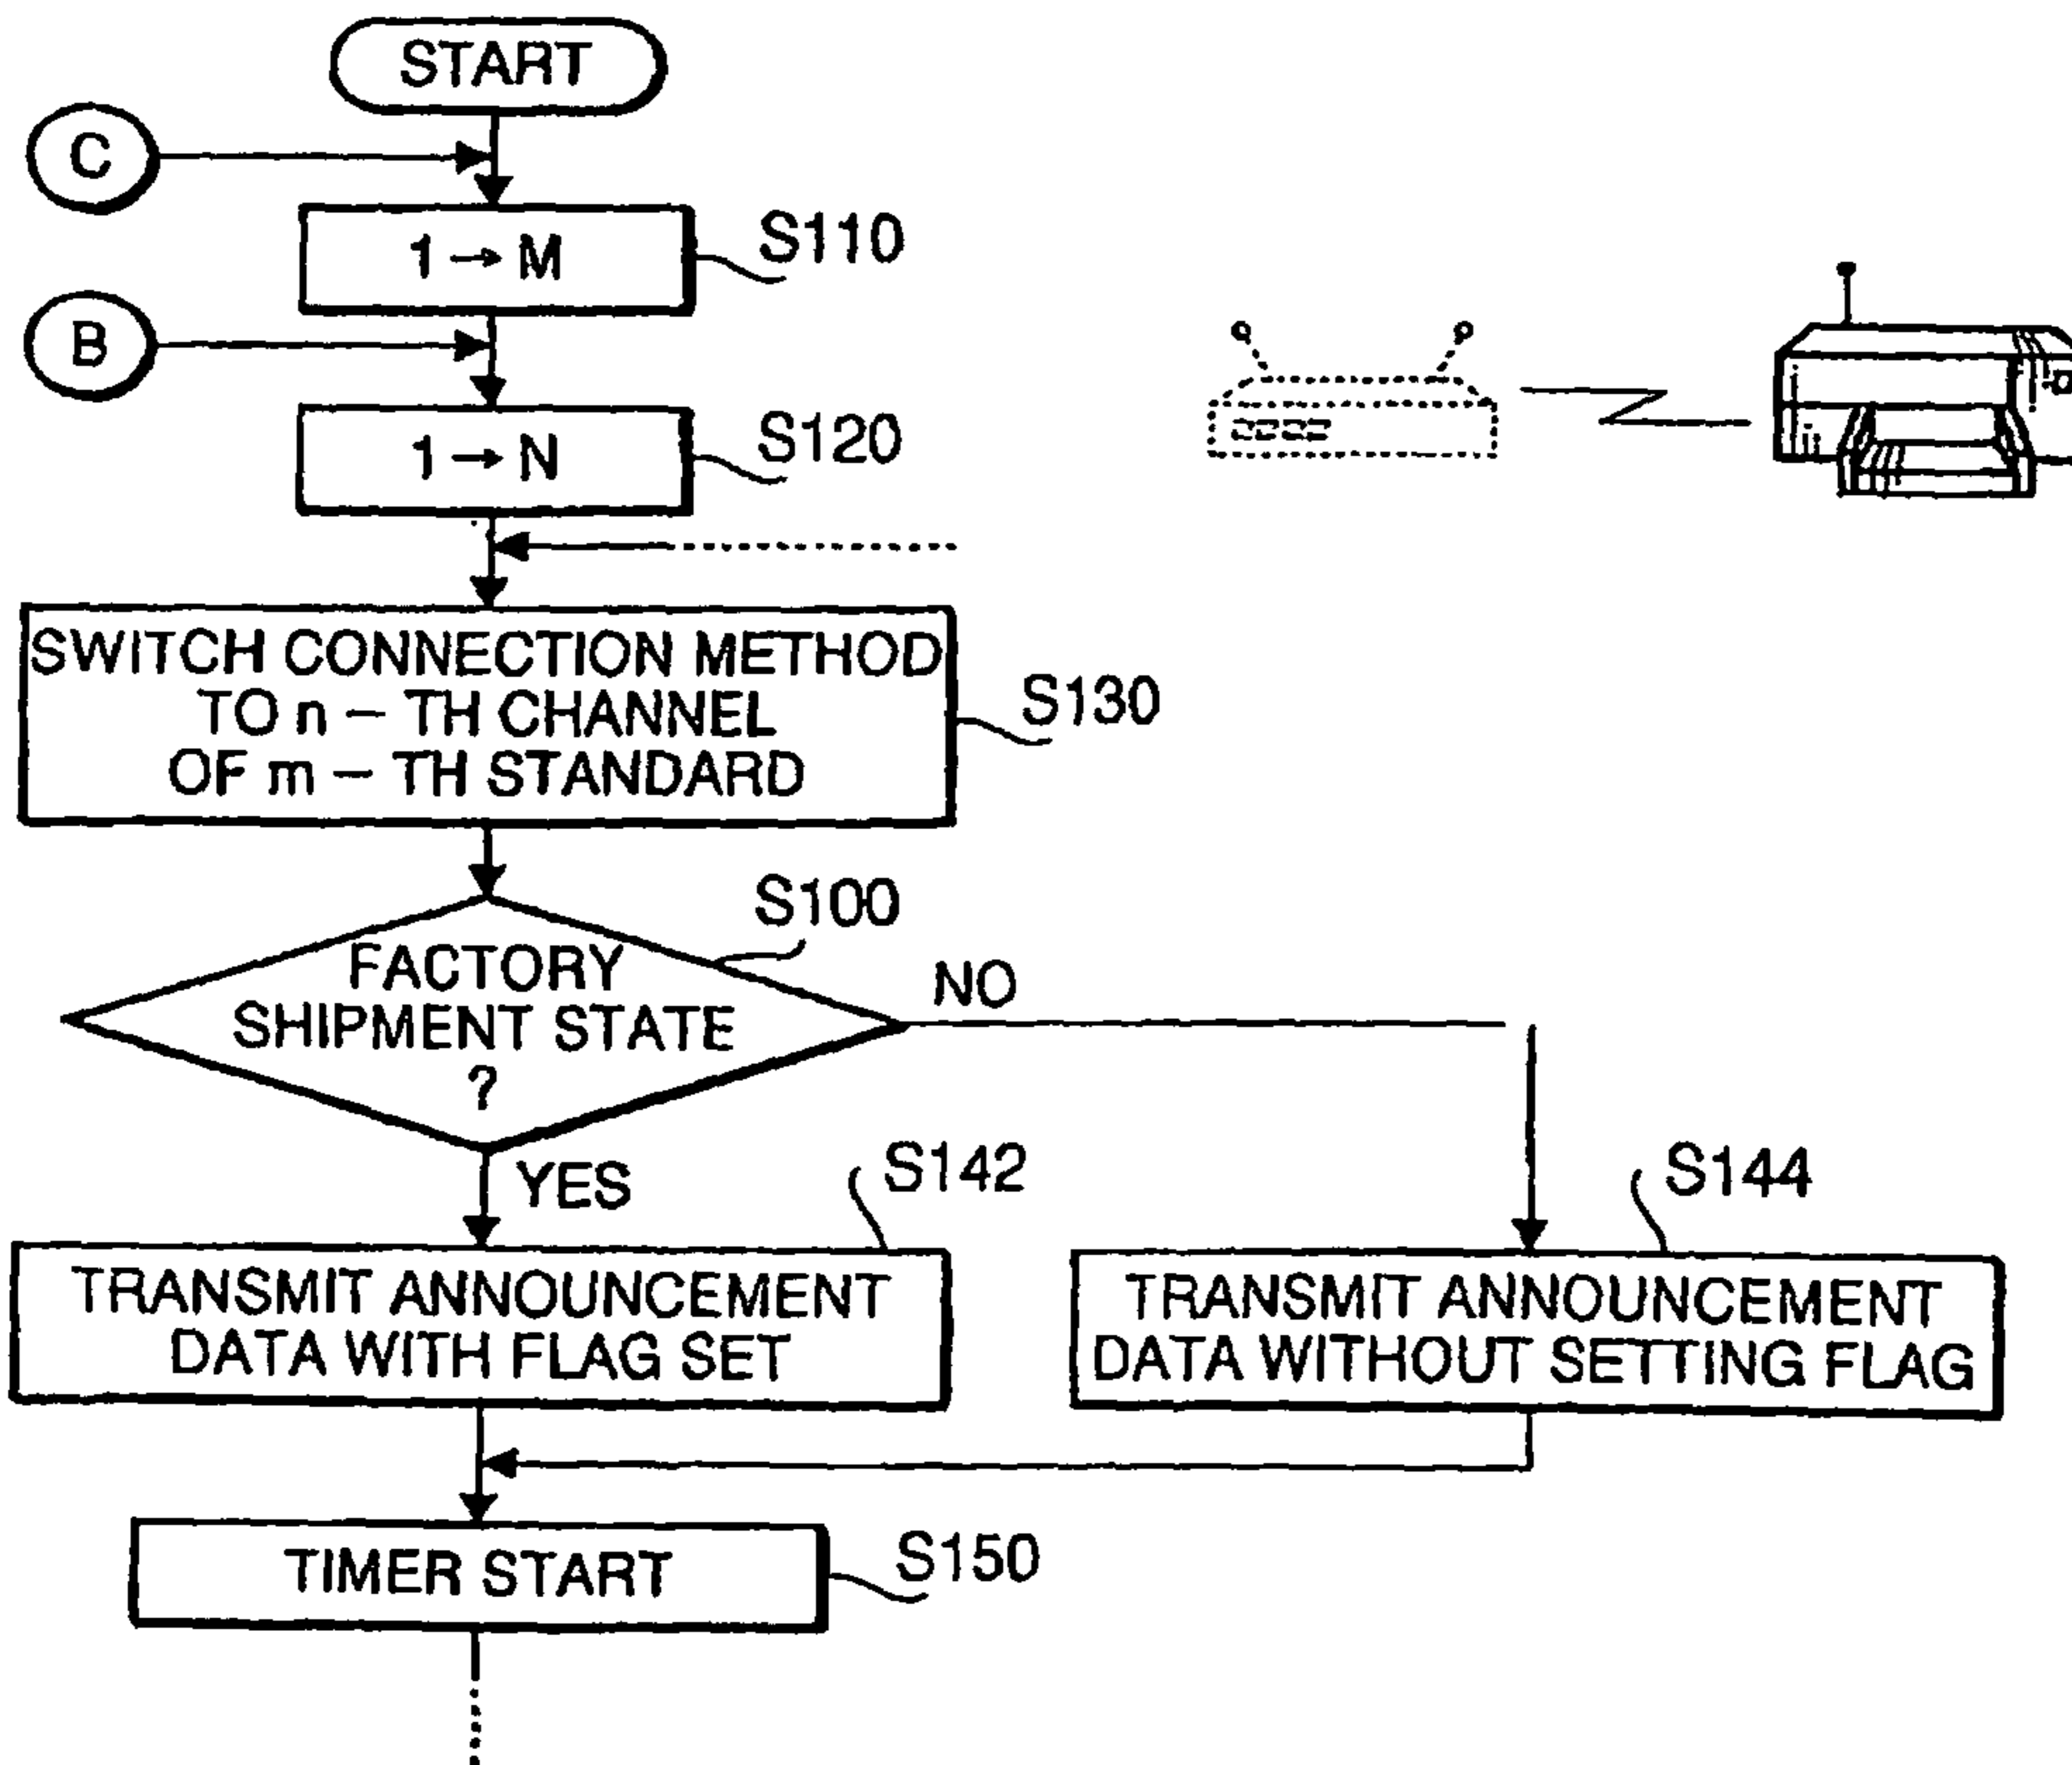 START
C
1 → M
S110
B
1 → N
S120
SWITCH CONNECTION METHOD
TO n – TH CHANNEL
OF m – TH STANDARD
S130
S100
FACTORY
SHIPMENT STATE
?
NO
YES
S142
S144
TRANSMIT ANNOUNCEMENT
DATA WITH FLAG SET
TRANSMIT ANNOUNCEMENT
DATA WITHOUT SETTING FLAG
TIMER START
S150